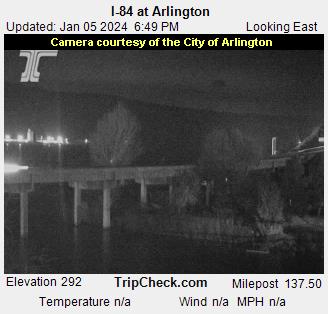 I-84 at Arlington
Updated: Jan 05 2024 6:49 PM Looking East
Camera courtesy of the City of Arlington
Elevation 292 TripCheck.com Milepost 137.50
Temperature n/a Wind n/a MPH n/a